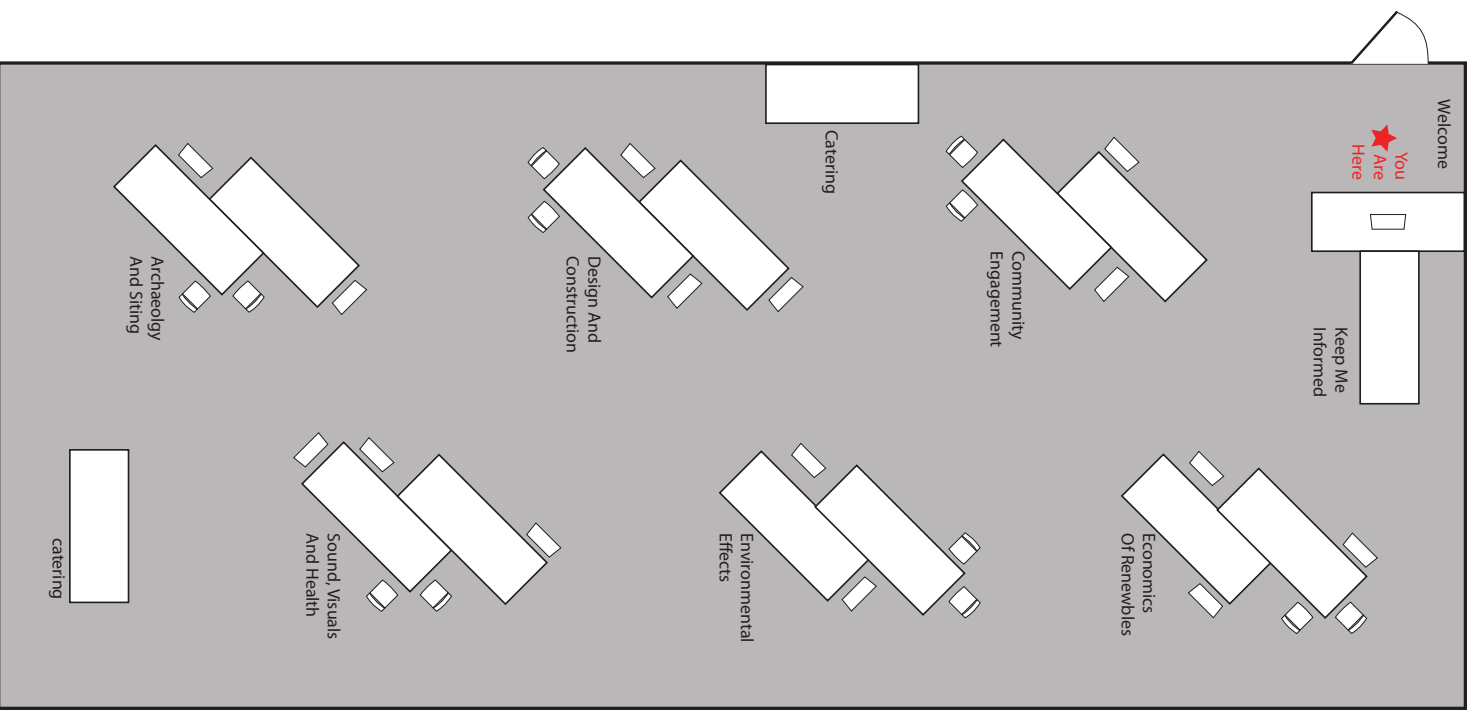 Welcome
You
Are
Here
Keep Me
Informed
Community
Engagement
Catering
Design And
Construction
Archaeolgy
And Siting
Economics
Of Renewbles
Environmental
Effects
Sound, Visuals
And Health
catering